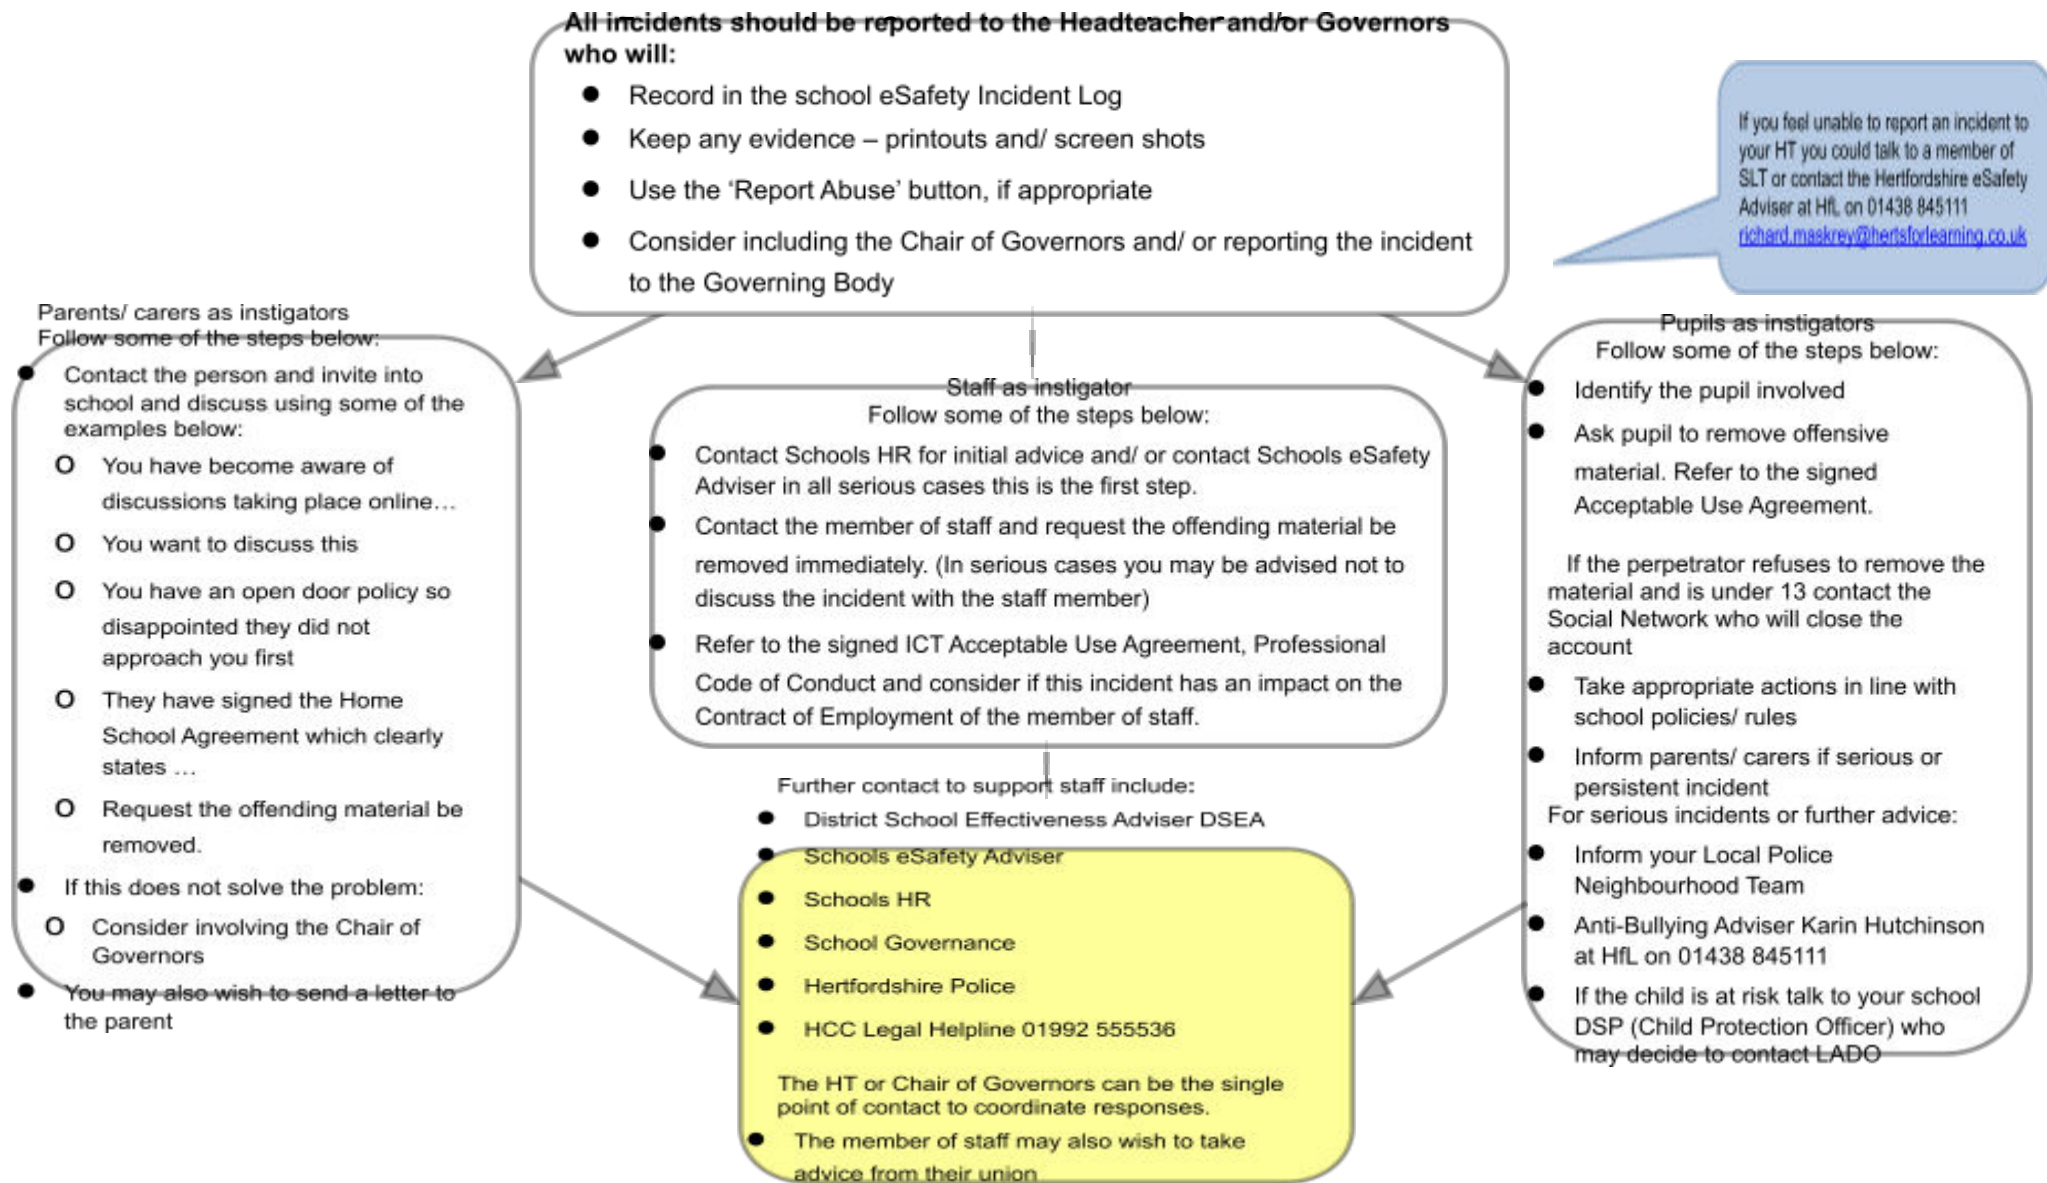 All incidents should be reported to the Headteacher and/or Governors
who will:
● Record in the school eSafety Incident Log
● Keep any evidence – printouts and/ screen shots
● Use the ‘Report Abuse’ button, if appropriate
● Consider including the Chair of Governors and/ or reporting the incident
to the Governing Body
If you feel unable to report an incident to
your HT you could talk to a member of
SLT or contact the Hertfordshire eSafety
Adviser at HfL on 01438 845111
richard.maskrey@hertsforlearning.co.uk
Parents/ carers as instigators
Follow some of the steps below:
● Contact the person and invite into
school and discuss using some of the
examples below:
o You have become aware of
discussions taking place online…
o You want to discuss this
o You have an open door policy so
disappointed they did not
approach you first
o They have signed the Home
School Agreement which clearly
states …
o Request the offending material be
removed.
● If this does not solve the problem:
o Consider involving the Chair of
Governors
● You may also wish to send a letter to
the parent
Staff as instigator
Follow some of the steps below:
● Contact Schools HR for initial advice and/ or contact Schools eSafety
Adviser in all serious cases this is the first step.
● Contact the member of staff and request the offending material be
removed immediately. (In serious cases you may be advised not to
discuss the incident with the staff member)
● Refer to the signed ICT Acceptable Use Agreement, Professional
Code of Conduct and consider if this incident has an impact on the
Contract of Employment of the member of staff.
Further contact to support staff include:
● District School Effectiveness Adviser DSEA
● Schools eSafety Adviser
● Schools HR
● School Governance
● Hertfordshire Police
● HCC Legal Helpline 01992 555536
The HT or Chair of Governors can be the single
point of contact to coordinate responses.
● The member of staff may also wish to take
advice from their union
Pupils as instigators
Follow some of the steps below:
● Identify the pupil involved
● Ask pupil to remove offensive
material. Refer to the signed
Acceptable Use Agreement.
If the perpetrator refuses to remove the
material and is under 13 contact the
Social Network who will close the
account
● Take appropriate actions in line with
school policies/ rules
● Inform parents/ carers if serious or
persistent incident
For serious incidents or further advice:
● Inform your Local Police
Neighbourhood Team
● Anti-Bullying Adviser Karin Hutchinson
at HfL on 01438 845111
● If the child is at risk talk to your school
DSP (Child Protection Officer) who
may decide to contact LADO